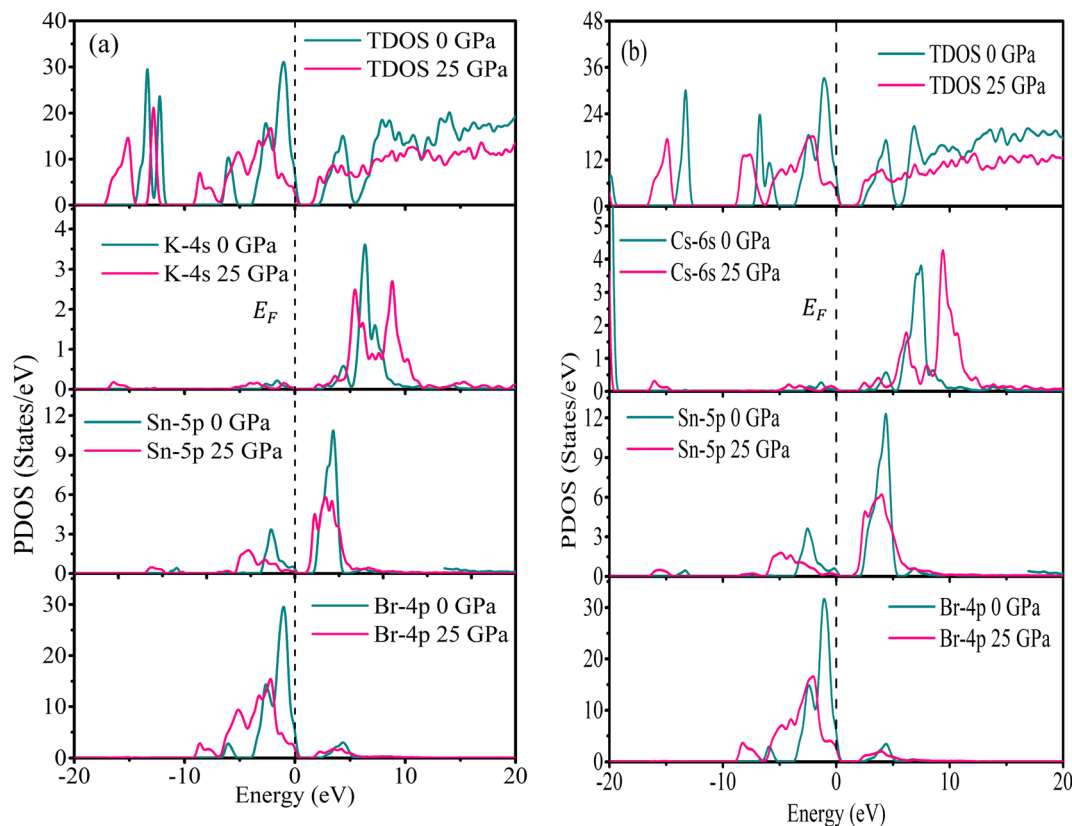 (a)
TDOS 0 GPa
TDOS 25 GPa
40
30
20
10
0
K-4s 0 GPa
K-4s 25 GPa
E_F
4
3
2
1
0
Sn-5p 0 GPa
Sn-5p 25 GPa
12
9
6
3
0
Br-4p 0 GPa
Br-4p 25 GPa
30
20
10
0
PDOS (States/eV)
-20 -10 0 10 20
Energy (eV)
(b)
TDOS 0 GPa
TDOS 25 GPa
48
36
24
12
0
Cs-6s 0 GPa
Cs-6s 25 GPa
E_F
5
4
3
2
1
0
Sn-5p 0 GPa
Sn-5p 25 GPa
12
9
6
3
0
Br-4p 0 GPa
Br-4p 25 GPa
30
20
10
0
PDOS (States/eV)
-20 -10 0 10 20
Energy (eV)